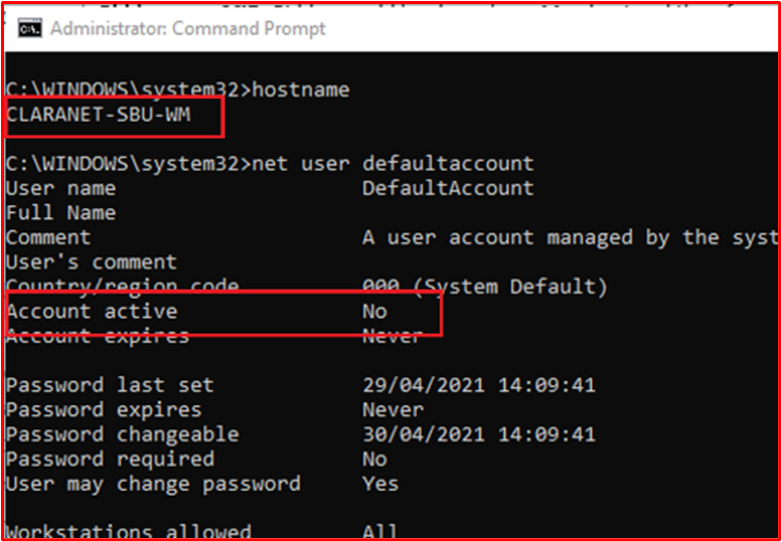 Administrator: Command Prompt
C:\WINDOWS\system32>hostname
CLARANET-SBU-WM
C:\WINDOWS\system32>net user defaultaccount
User name DefaultAccount
Full Name
Comment A user account managed by the syst
User's comment
Country/region code 000 (System Default)
Account active No
Account expires Never
Password last set 29/04/2021 14:09:41
Password expires Never
Password changeable 30/04/2021 14:09:41
Password required No
User may change password Yes
Workstations allowed All